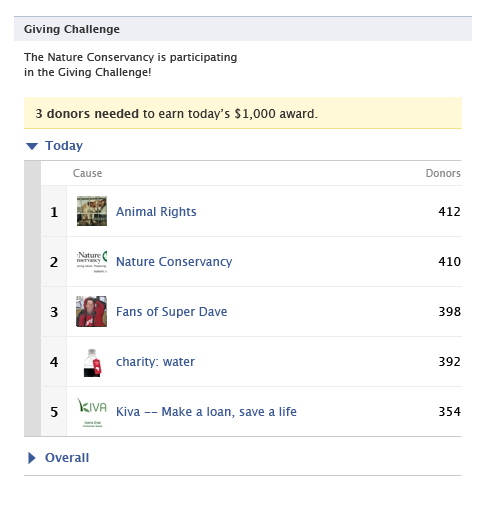 Giving Challenge
The Nature Conservancy is participating
in the Giving Challenge!
3 donors needed to earn today's $1,000 award.
Today
Cause Donors
1 Animal Rights 412
2 Nature Conservancy 410
3 Fans of Super Dave 398
4 charity: water 392
5 KIVA Kiva -- Make a loan, save a life 354
Overall